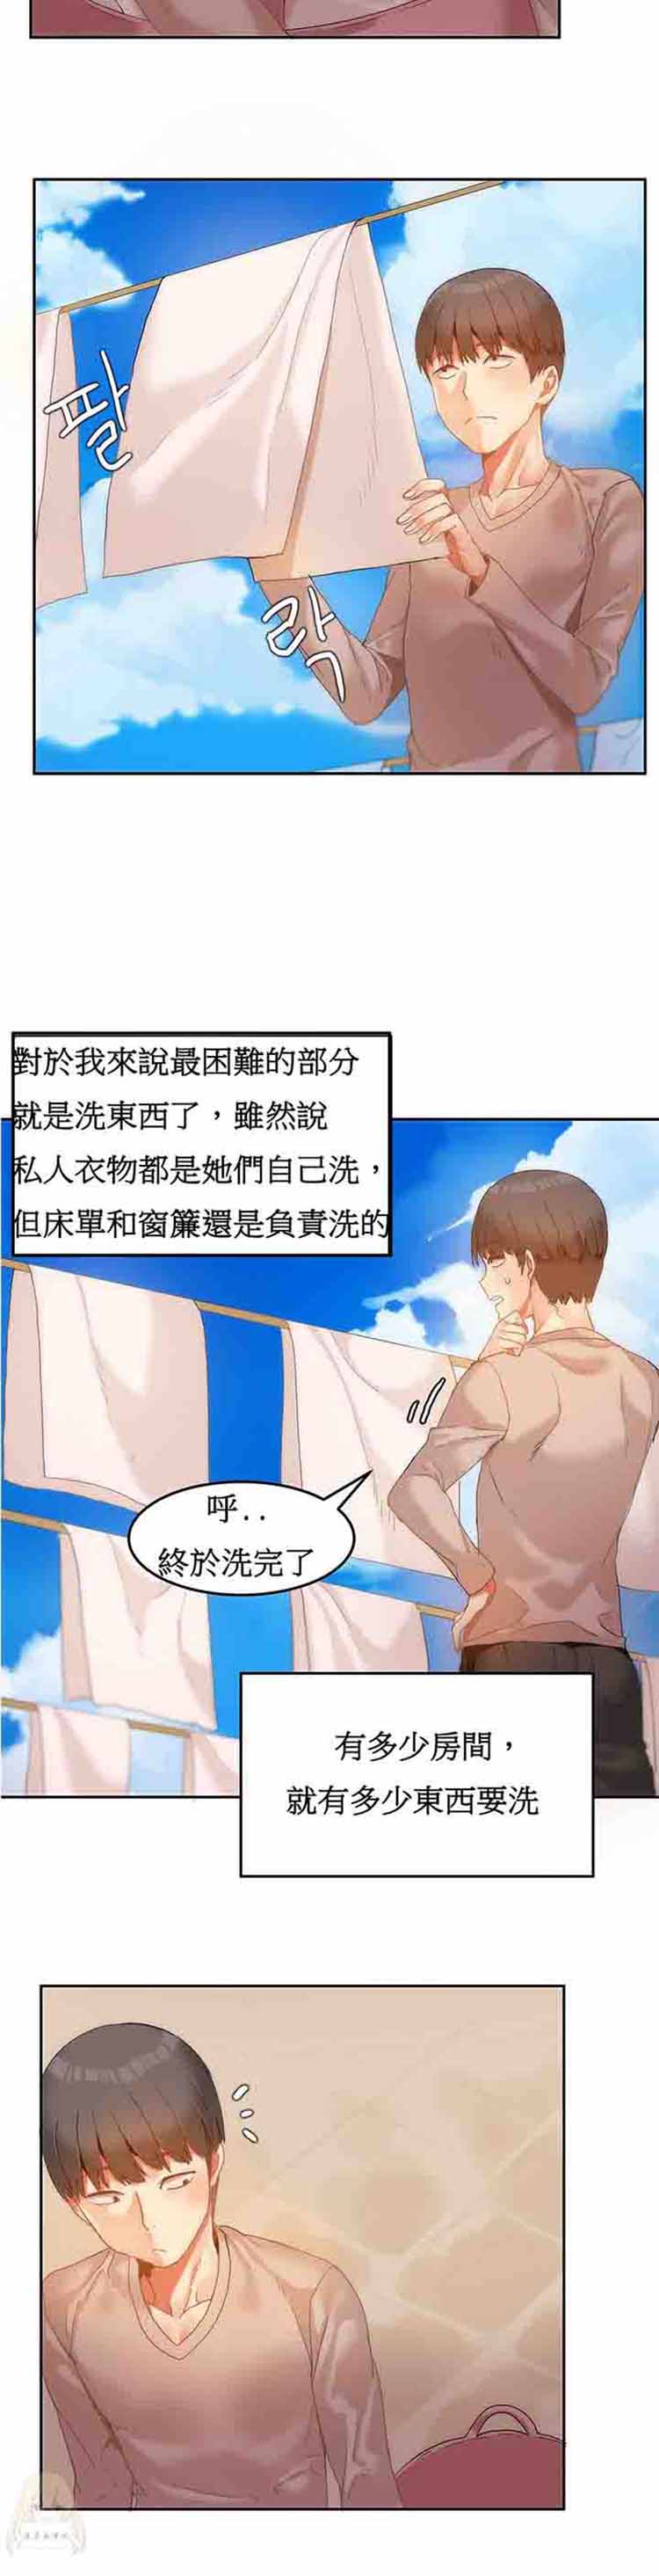 팔
락
對於我來說最困難的部分
就是洗東西了，雖然說
私人衣物都是她們自己洗，
但床單和窗簾還是負責洗的
呼..
終於洗完了
有多少房間，
就有多少東西要洗